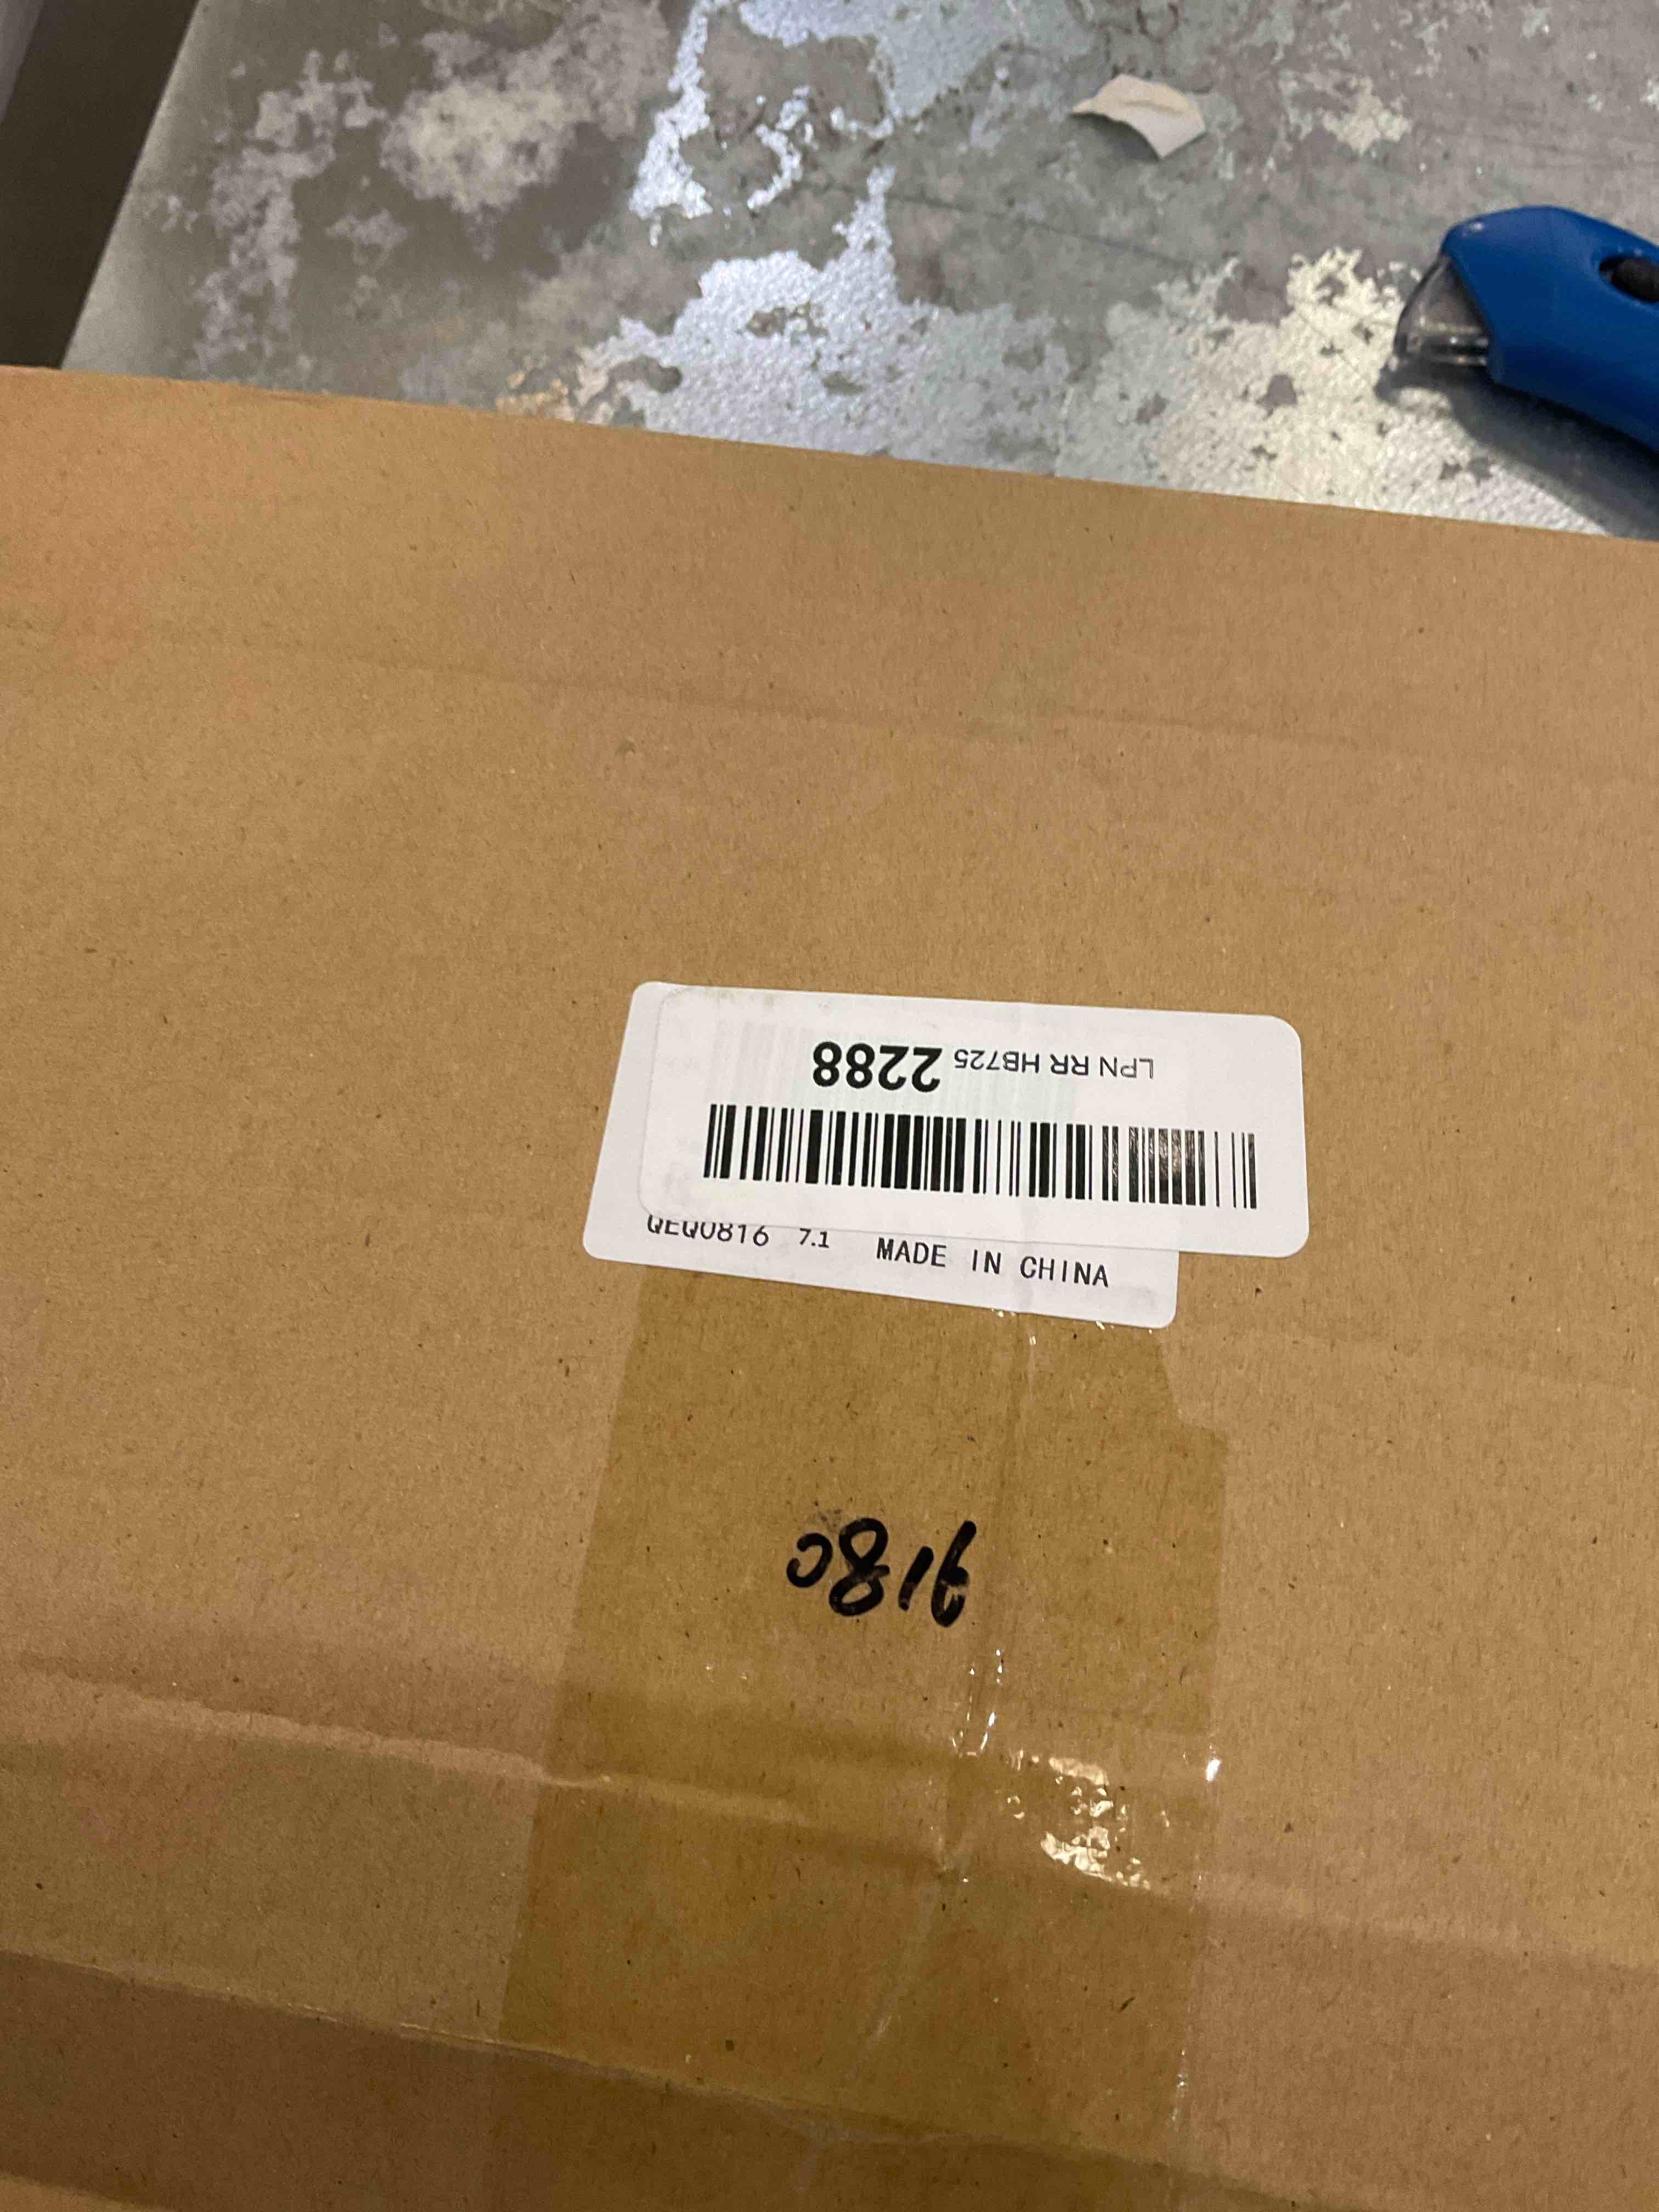 LPN RR HB725 2288
QEQ0816 7.1 MADE IN CHINA
0816